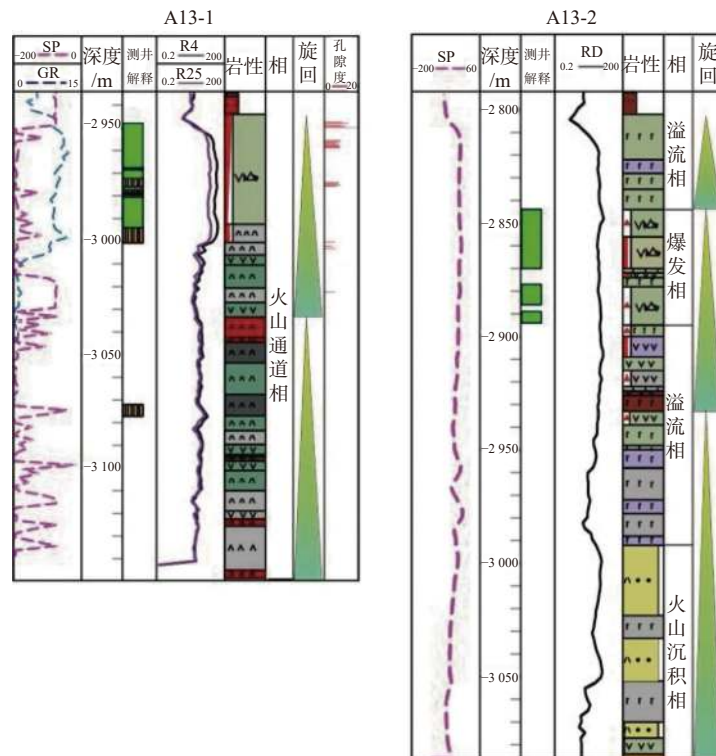 A13-1
SP
-200 0
GR
0 15
深度
/m
测井
解释
R4
0.2 200
R25
0.2 200
岩性
相
旋回
孔隙度
0 20
-2 950
-3 000
-3 050
-3 100
火山通道相
A13-2
SP
-200 60
深度
/m
测井
解释
RD
0.2 200
岩性
相
旋回
-2 800
-2 850
-2 900
-2 950
-3 000
-3 050
溢流相
爆发相
溢流相
火山沉积相